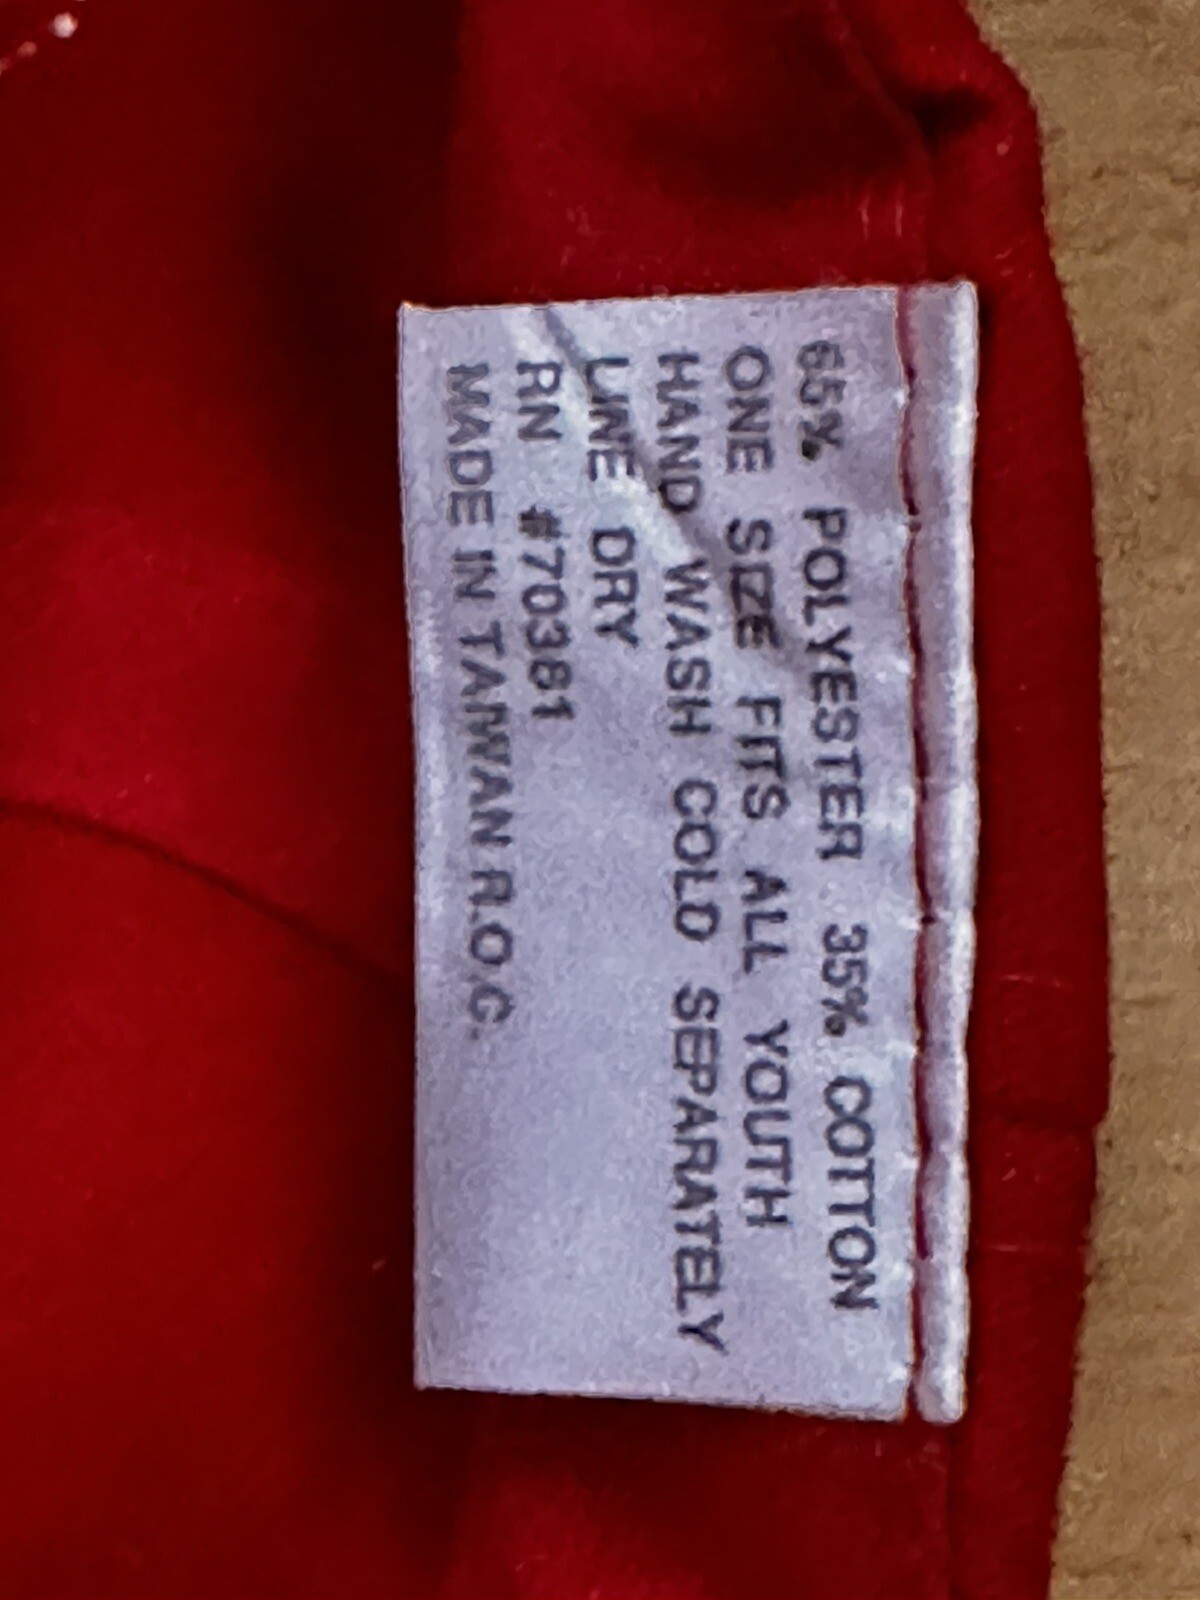 65% POLYESTER 35% COTTON
ONE SIZE FITS ALL YOUTH
HAND WASH COLD SEPARATELY
LINE DRY
RN #70381
MADE IN TAIWAN R.O.C.